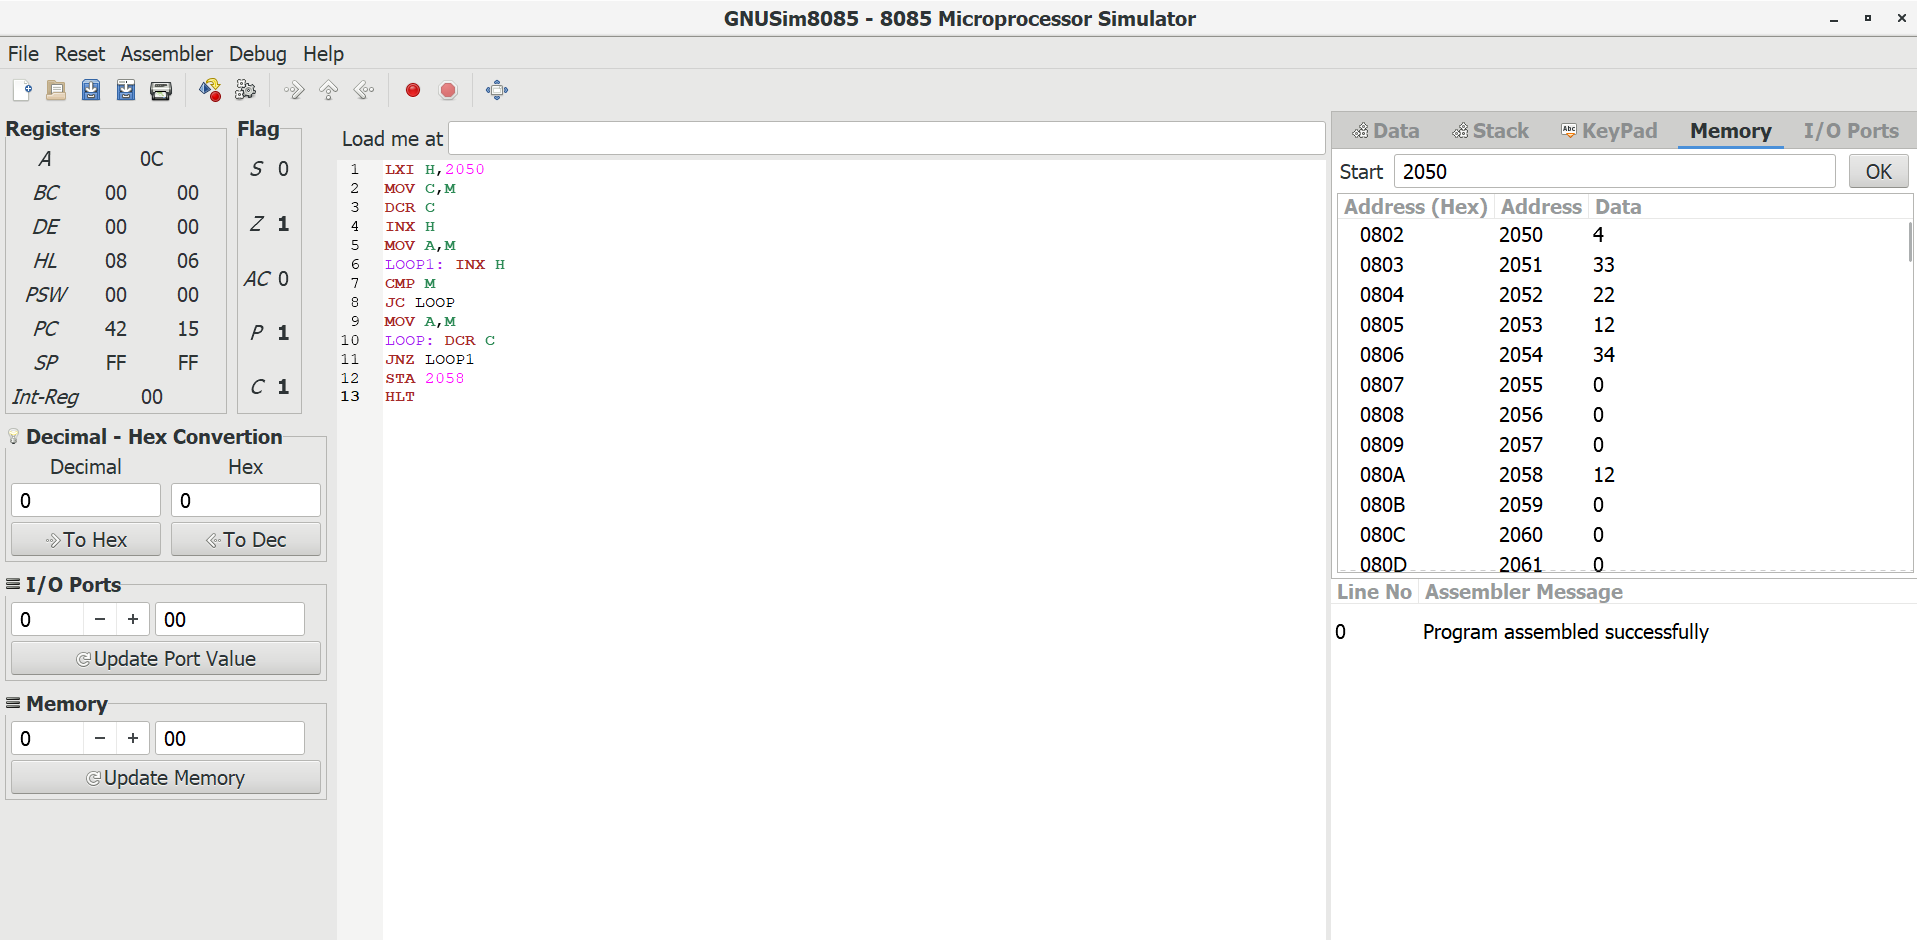 GNUSim8085 - 8085 Microprocessor Simulator
File Reset Assembler Debug Help
Registers
A 0C
BC 00 00
DE 00 00
HL 08 06
PSW 00 00
PC 42 15
SP FF FF
Int-Reg 00
Flag
S 0
Z 1
AC 0
P 1
C 1
Decimal - Hex Convertion
Decimal Hex
0 0
To Hex To Dec
I/O Ports
0 − + 00
Update Port Value
Memory
0 − + 00
Update Memory
Load me at
1 LXI H,2050
2 MOV C,M
3 DCR C
4 INX H
5 MOV A,M
6 LOOP1: INX H
7 CMP M
8 JC LOOP
9 MOV A,M
10 LOOP: DCR C
11 JNZ LOOP1
12 STA 2058
13 HLT
Data Stack Abc KeyPad Memory I/O Ports
Start 2050 OK
Address (Hex) Address Data
0802 2050 4
0803 2051 33
0804 2052 22
0805 2053 12
0806 2054 34
0807 2055 0
0808 2056 0
0809 2057 0
080A 2058 12
080B 2059 0
080C 2060 0
080D 2061 0
Line No Assembler Message
0 Program assembled successfully